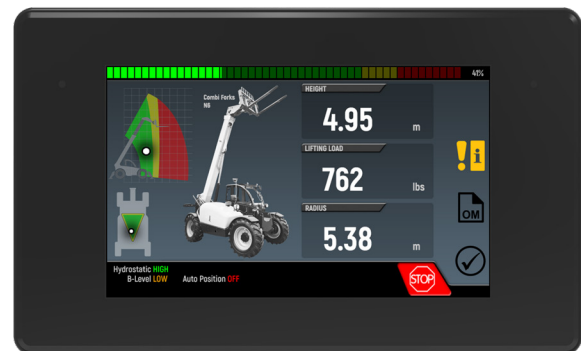 41%
Combi Forks
NB
HEIGHT
4.95 m
LIFTING LOAD
762 lbs
RADIUS
5.38 m
i
OM
Hydrostatic HIGH
B-Level LOW Auto Position OFF
STOP